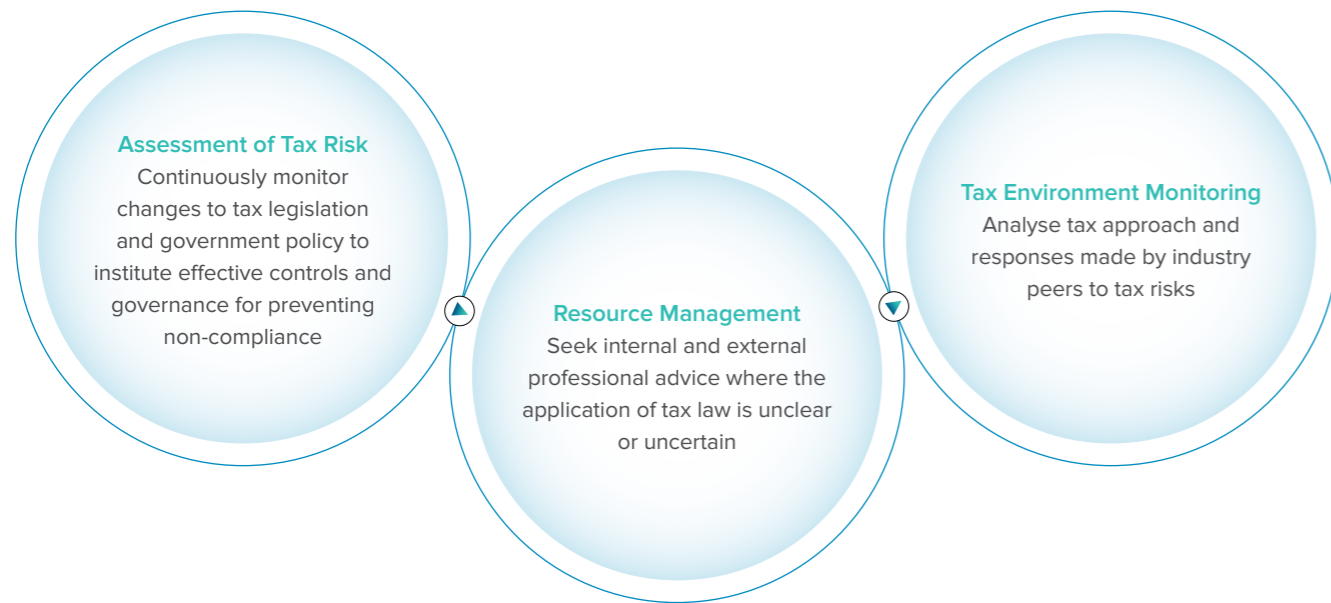 Assessment of Tax Risk
Continuously monitor
changes to tax legislation
and government policy to
institute effective controls and
governance for preventing
non-compliance
Resource Management
Seek internal and external
professional advice where the
application of tax law is unclear
or uncertain
Tax Environment Monitoring
Analyse tax approach and
responses made by industry
peers to tax risks